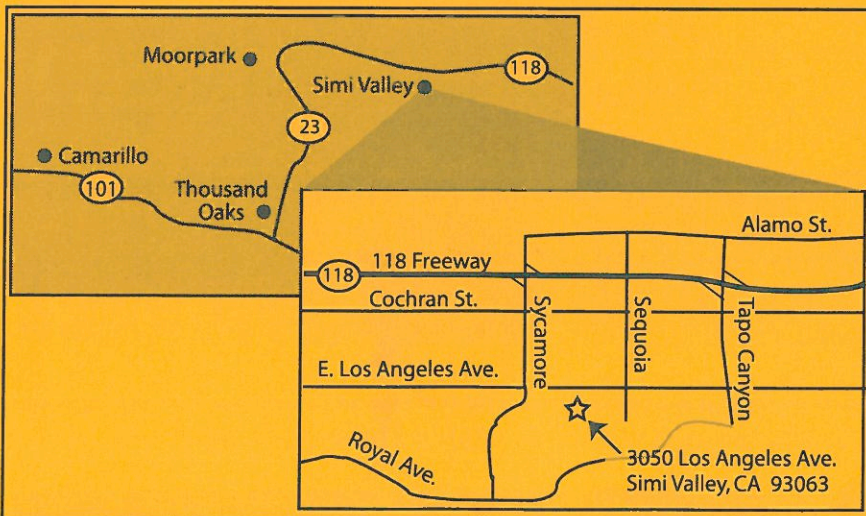 Moorpark
118
Simi Valley
23
Camarillo
101
Thousand
Oaks
Alamo St.
118 Freeway
118
Cochran St.
Sycamore
Sequoia
Tapo Canyon
E. Los Angeles Ave.
Royal Ave.
3050 Los Angeles Ave.
Simi Valley, CA 93063